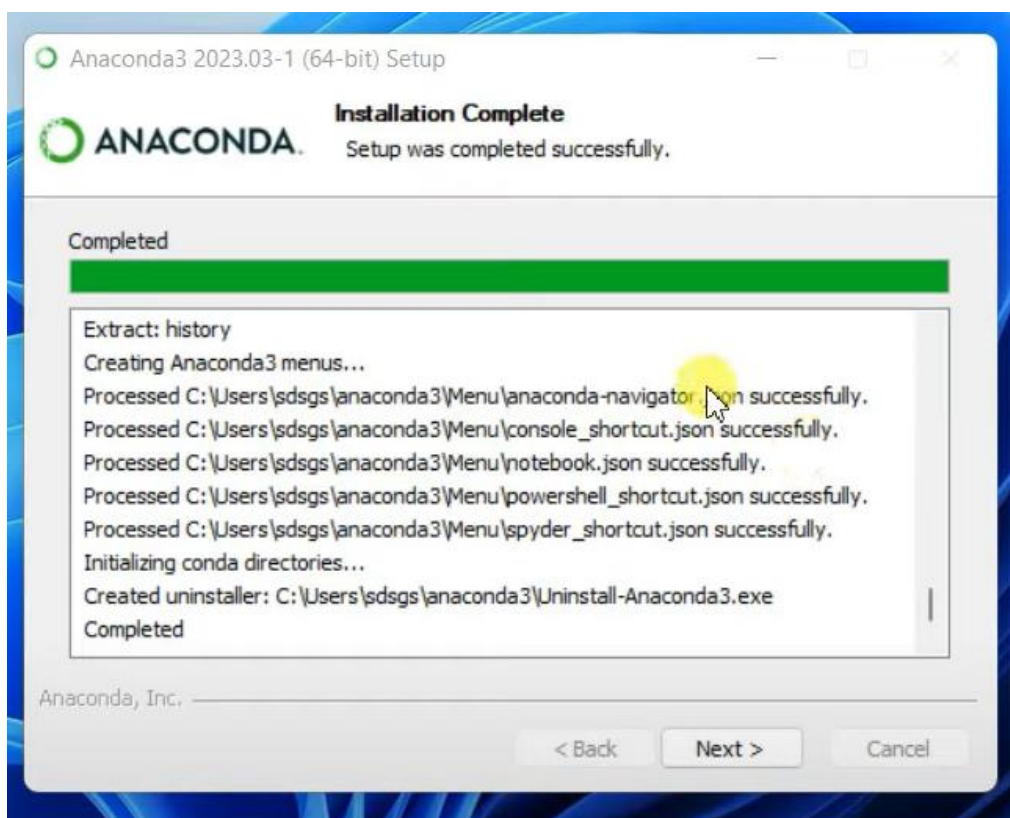 Anaconda3 2023.03-1 (64-bit) Setup
ANACONDA.
Installation Complete
Setup was completed successfully.
Completed
Extract: history
Creating Anaconda3 menus...
Processed C:\Users\sdsgs\anaconda3\Menu\anaconda-navigator.json successfully.
Processed C:\Users\sdsgs\anaconda3\Menu\console_shortcut.json successfully.
Processed C:\Users\sdsgs\anaconda3\Menu\notebook.json successfully.
Processed C:\Users\sdsgs\anaconda3\Menu\powershell_shortcut.json successfully.
Processed C:\Users\sdsgs\anaconda3\Menu\spyder_shortcut.json successfully.
Initializing conda directories...
Created uninstaller: C:\Users\sdsgs\anaconda3\Uninstall-Anaconda3.exe
Completed
Anaconda, Inc.
< Back Next > Cancel